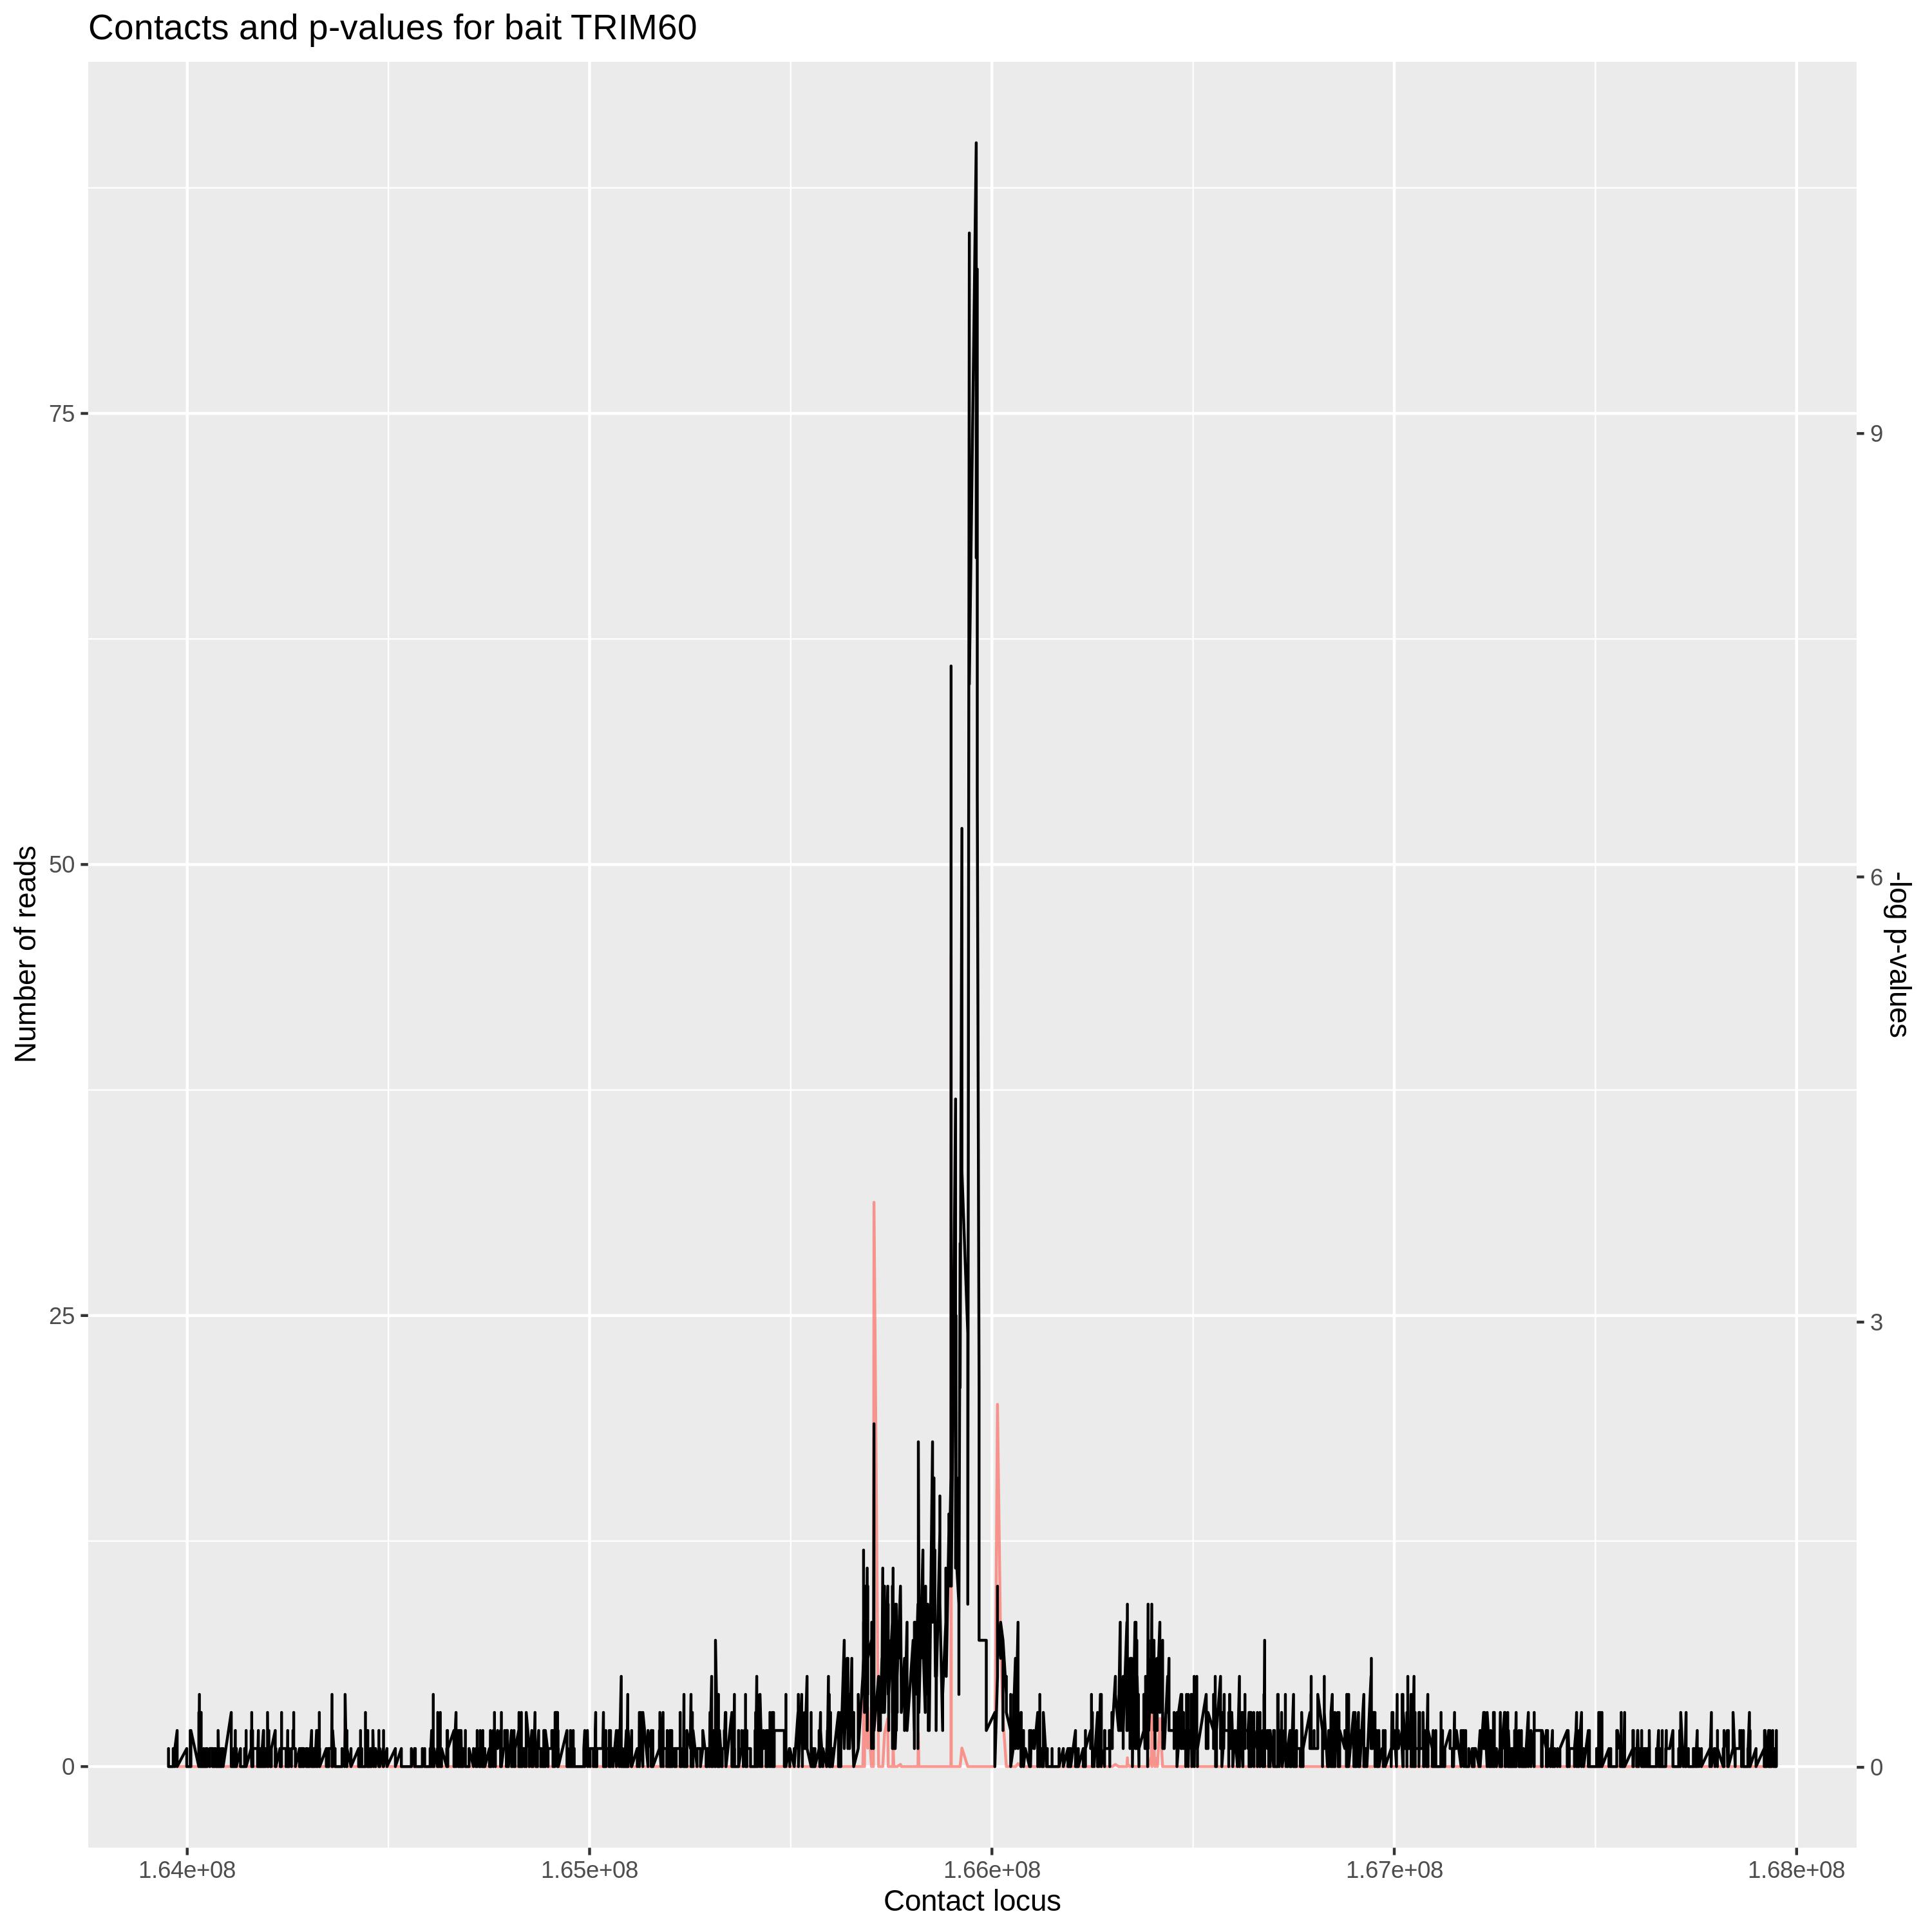 Contacts and p-values for bait TRIM60
75
50
25
0
Number of reads
9
6
3
0
-log p-values
1.64e+08 1.65e+08 1.66e+08 1.67e+08 1.68e+08
Contact locus